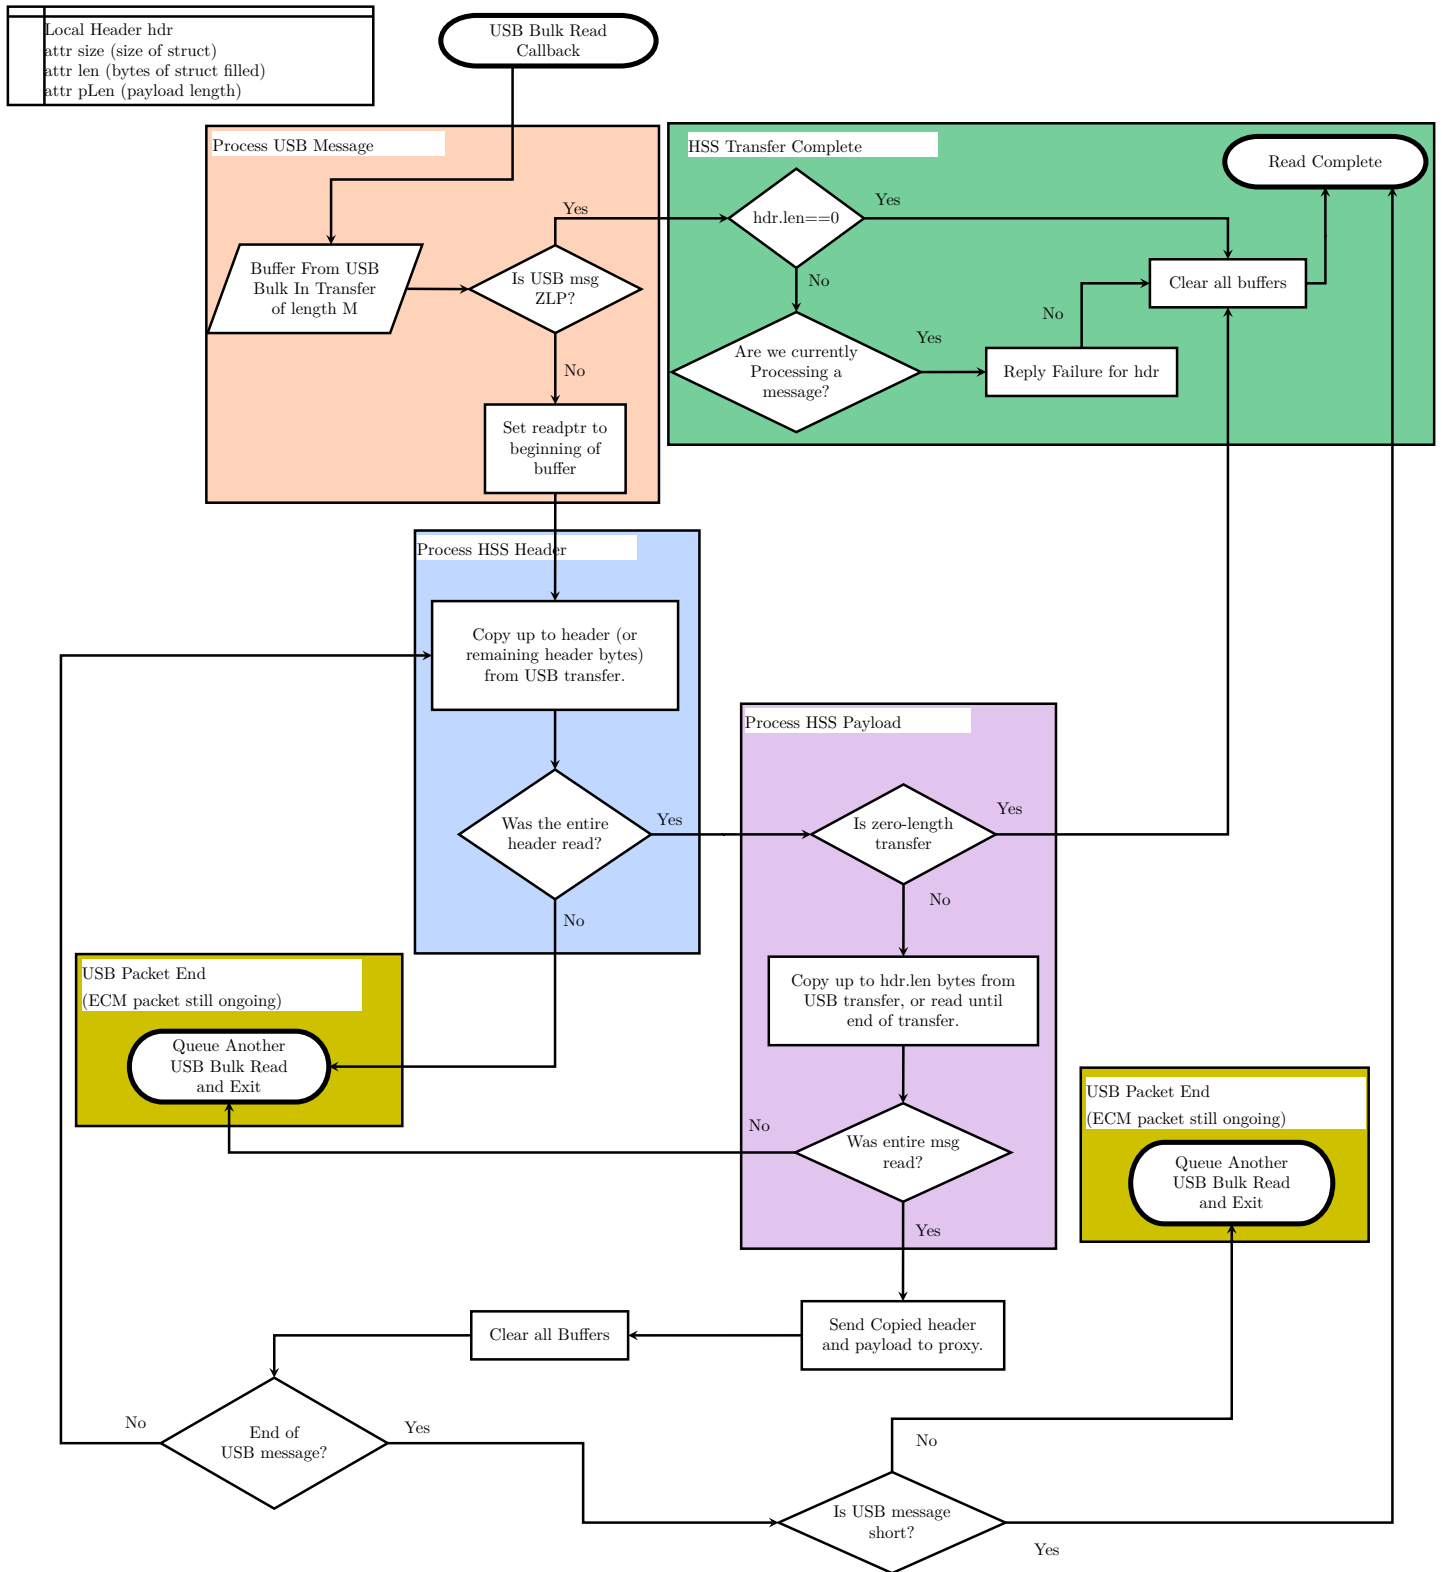 Local Header hdr
attr size (size of struct)
attr len (bytes of struct filled)
attr pLen (payload length)
USB Bulk Read
Callback
Process USB Message
HSS Transfer Complete
Read Complete
Yes
hdr.len==0
Yes
Buffer From USB
Bulk In Transfer
of length M
Is USB msg
ZLP?
No
Clear all buffers
No
Yes
Are we currently
Processing a
message?
Reply Failure for hdr
No
Set readptr to
beginning of
buffer
Process HSS Header
Copy up to header (or
remaining header bytes)
from USB transfer.
Process HSS Payload
Was the entire
header read?
Yes
Is zero-length
transfer
Yes
No
No
USB Packet End
(ECM packet still ongoing)
Queue Another
USB Bulk Read
and Exit
Copy up to hdr.len bytes from
USB transfer, or read until
end of transfer.
No
Was entire msg
read?
Yes
USB Packet End
(ECM packet still ongoing)
Queue Another
USB Bulk Read
and Exit
Clear all Buffers
Send Copied header
and payload to proxy.
No
End of
USB message?
Yes
No
Is USB message
short?
Yes